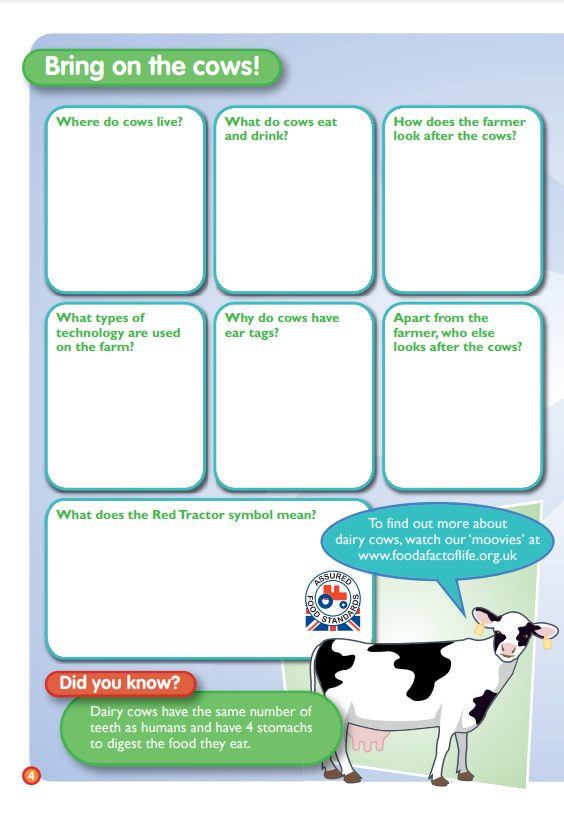 Bring on the cows!
Where do cows live?
What do cows eat
and drink?
How does the farmer
look after the cows?
What types of
technology are used
on the farm?
Why do cows have
ear tags?
Apart from the
farmer, who else
looks after the cows?
What does the Red Tractor symbol mean?
To find out more about
dairy cows, watch our ‘moovies’ at
www.foodafactoflife.org.uk
ASSURED
FOOD STANDARDS
Did you know?
Dairy cows have the same number of
teeth as humans and have 4 stomachs
to digest the food they eat.
4